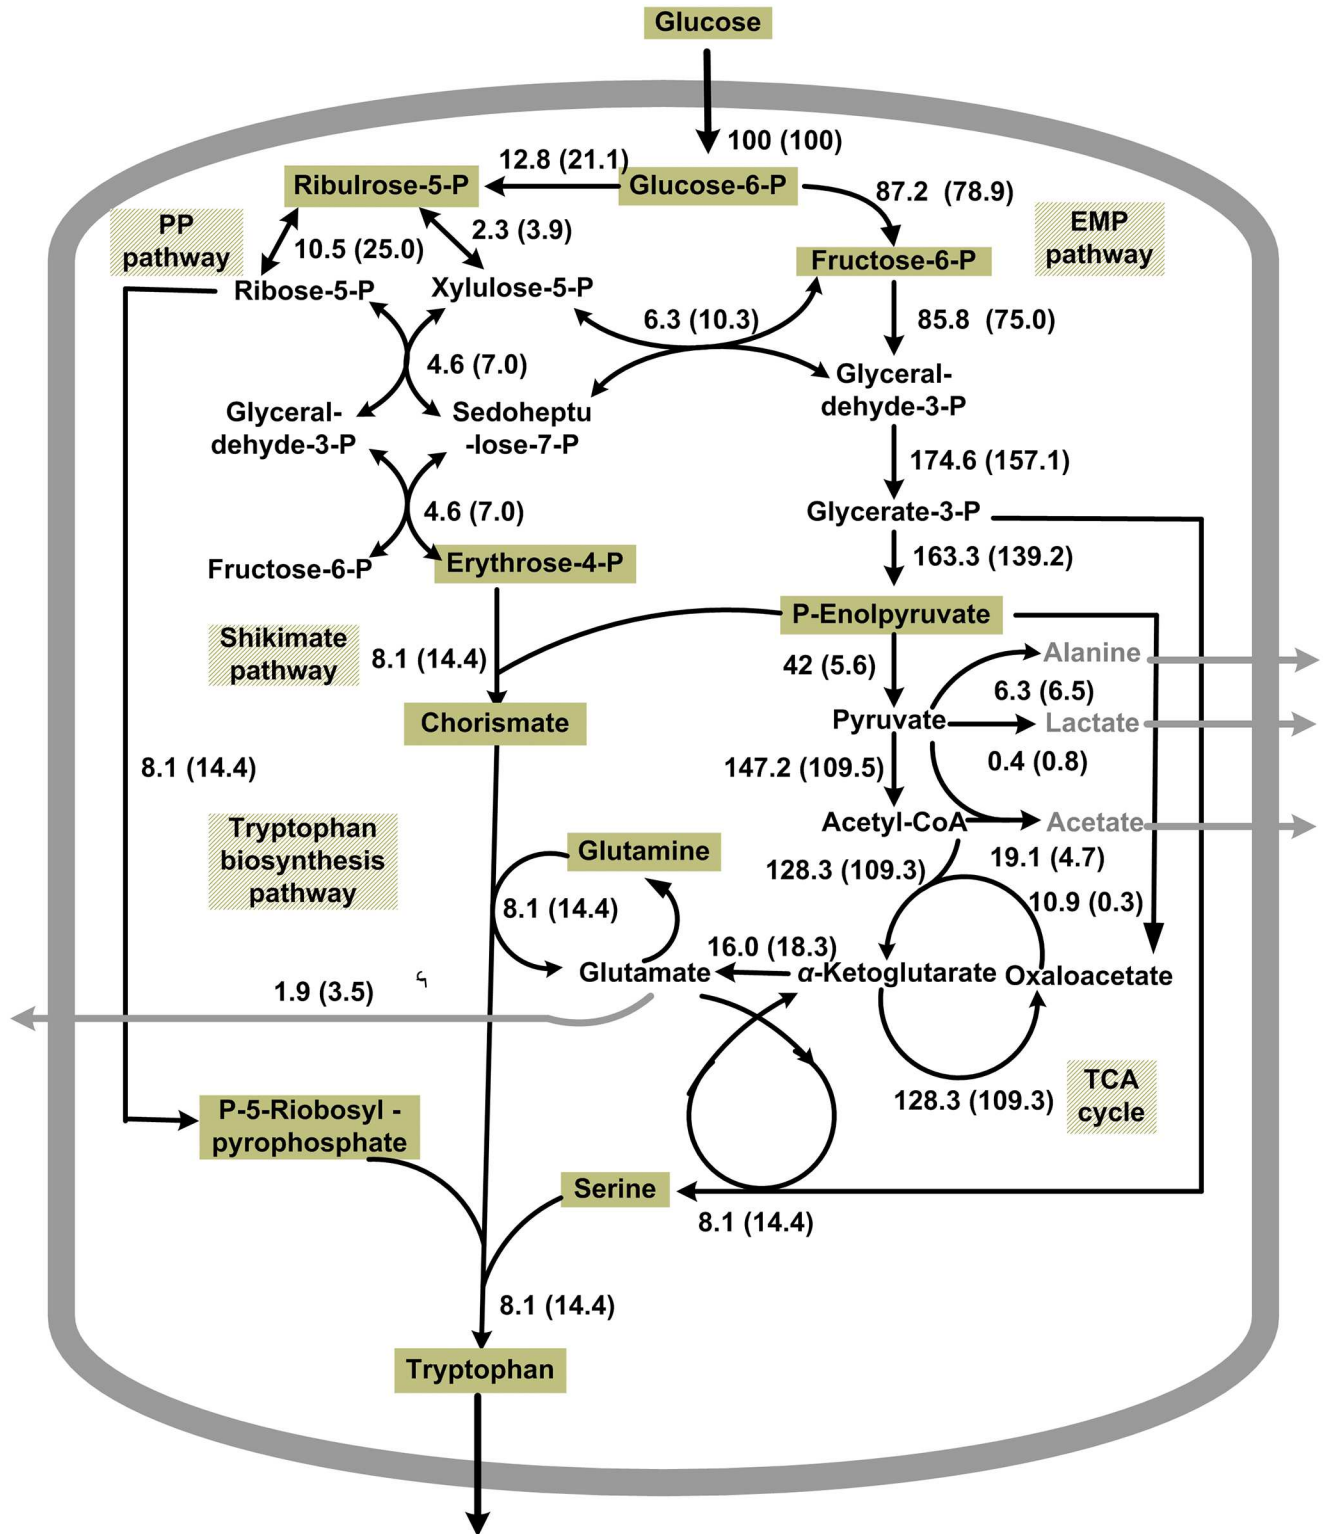 Glucose
100 (100)
12.8 (21.1)
Ribulrose-5-P
Glucose-6-P
87.2 (78.9)
PP
pathway
10.5 (25.0)
2.3 (3.9)
EMP
pathway
Fructose-6-P
Ribose-5-P
Xylulose-5-P
6.3 (10.3)
85.8 (75.0)
4.6 (7.0)
Glyceral-
dehyde-3-P
Glyceral-
dehyde-3-P
Sedoheptu
-lose-7-P
174.6 (157.1)
4.6 (7.0)
Glycerate-3-P
163.3 (139.2)
Fructose-6-P
Erythrose-4-P
P-Enolpyruvate
Shikimate
pathway
8.1 (14.4)
42 (5.6)
Alanine
6.3 (6.5)
Chorismate
Pyruvate
Lactate
0.4 (0.8)
8.1 (14.4)
147.2 (109.5)
Tryptophan
biosynthesis
pathway
Acetyl-CoA
Acetate
19.1 (4.7)
Glutamine
128.3 (109.3)
10.9 (0.3)
8.1 (14.4)
16.0 (18.3)
Glutamate
α-Ketoglutarate
Oxaloacetate
1.9 (3.5)
128.3 (109.3)
TCA
cycle
P-5-Riobosyl -
pyrophosphate
Serine
8.1 (14.4)
8.1 (14.4)
Tryptophan